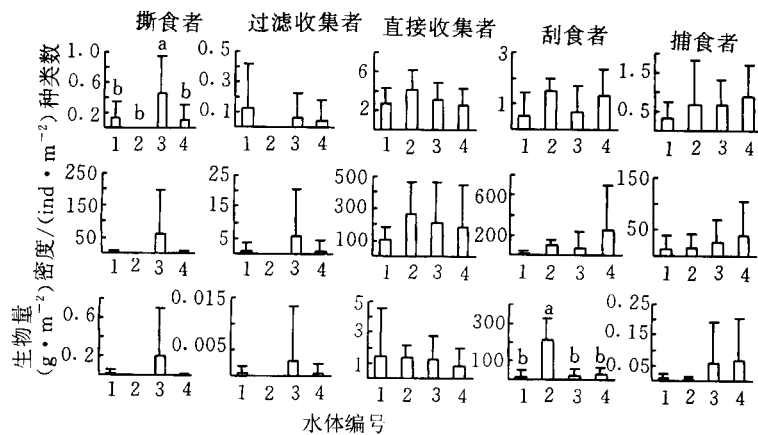 撕食者 过滤收集者 直接收集者 刮食者 捕食者
种类数
1.0 0.6 0.2 b b a b 1 2 3 4
0.5 0.3 1 1 2 3 4
6 4 2 1 2 3 4
3 1 1 2 3 4
1.5 0.5 1 2 3 4
密度/(ind·m⁻²)
250 150 50 1 2 3 4
25 15 5 1 2 3 4
500 300 100 1 2 3 4
600 200 1 2 3 4
150 50 1 2 3 4
生物量
(g·m⁻²)
0.6 0.2 1 2 3 4
0.015 0.005 1 2 3 4
5 3 1 1 2 3 4
300 100 b a b b 1 2 3 4
0.25 0.15 0.05 1 2 3 4
水体编号